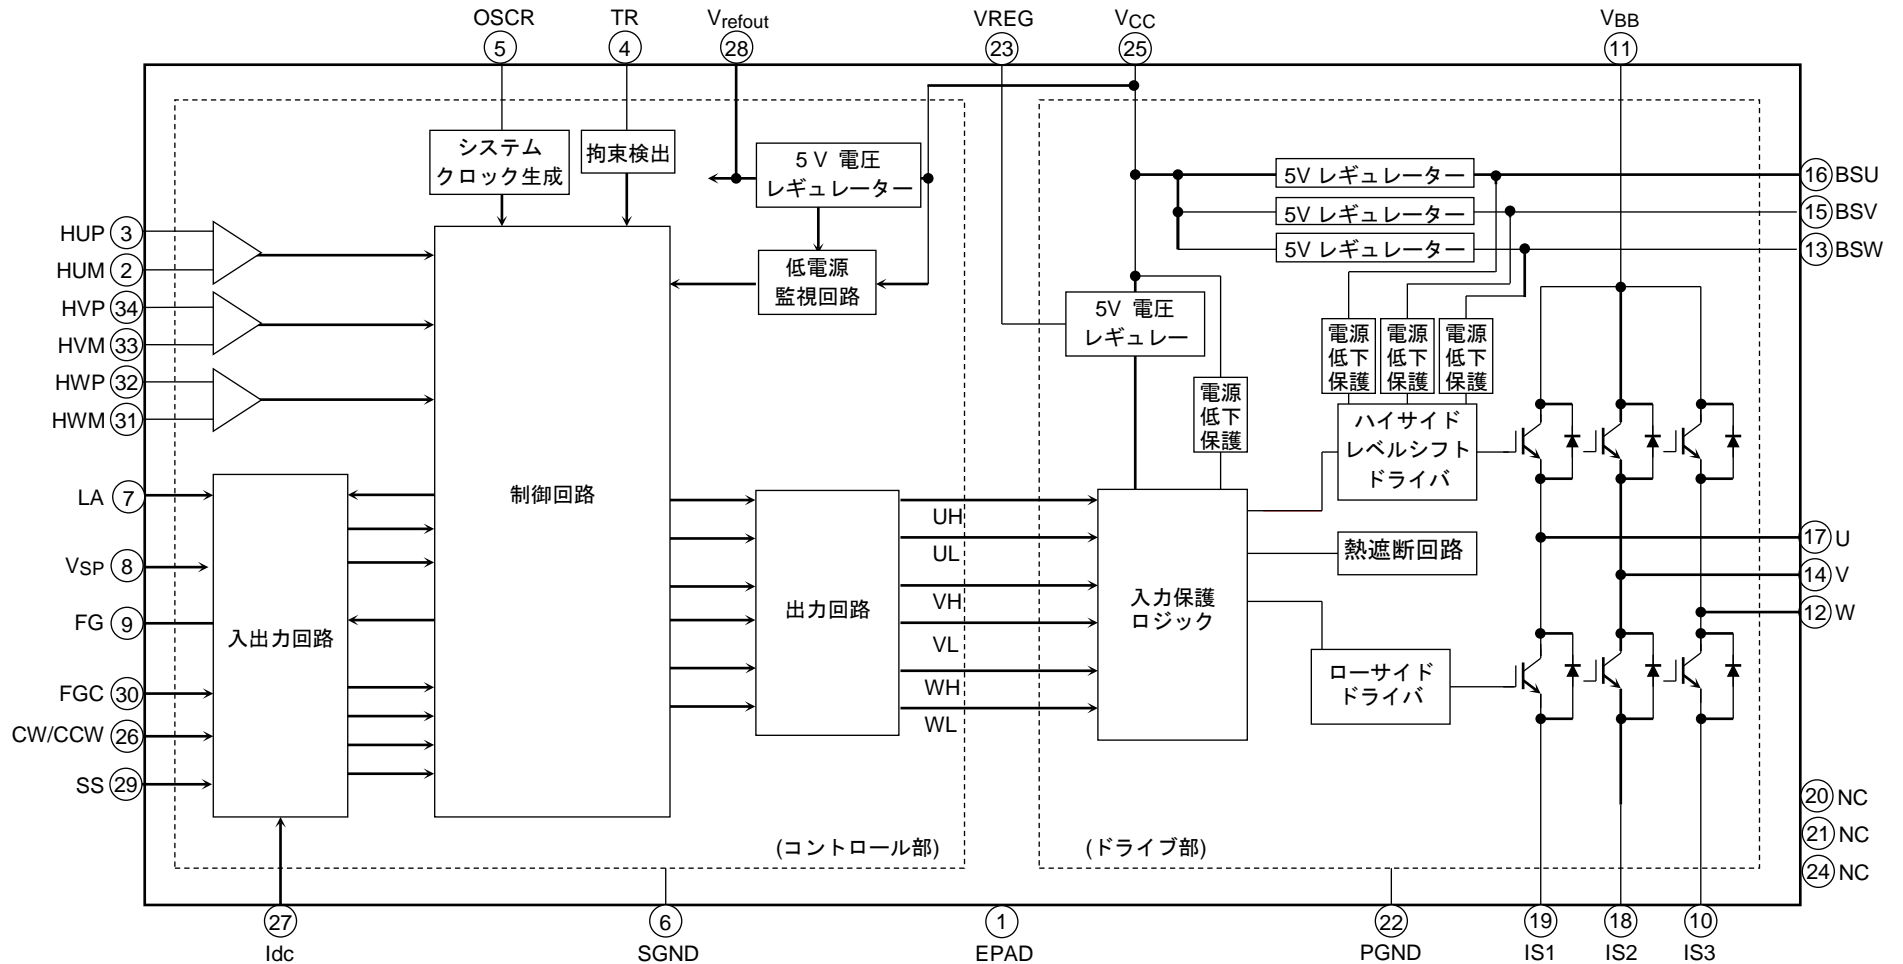 OSCR
TR
Vrefout
VREG
VCC
VBB
5
4
28
23
25
11
システム
クロック生成
拘束検出
5 V 電圧
レギュレーター
低電源
監視回路
5V レギュレーター
5V レギュレーター
5V レギュレーター
16 BSU
15 BSV
13 BSW
HUP 3
HUM 2
HVP 34
HVM 33
HWP 32
HWM 31
5V 電圧
レギュレー
電源
低下
保護
電源
低下
保護
電源
低下
保護
電源
低下
保護
ハイサイド
レベルシフト
ドライバ
LA 7
VSP 8
FG 9
FGC 30
CW/CCW 26
SS 29
入出力回路
制御回路
出力回路
UH
UL
VH
VL
WH
WL
入力保護
ロジック
熱遮断回路
ローサイド
ドライバ
17 U
14 V
12 W
20 NC
21 NC
24 NC
(コントロール部)
(ドライブ部)
27
6
1
22
19
18
10
Idc
SGND
EPAD
PGND
IS1
IS2
IS3